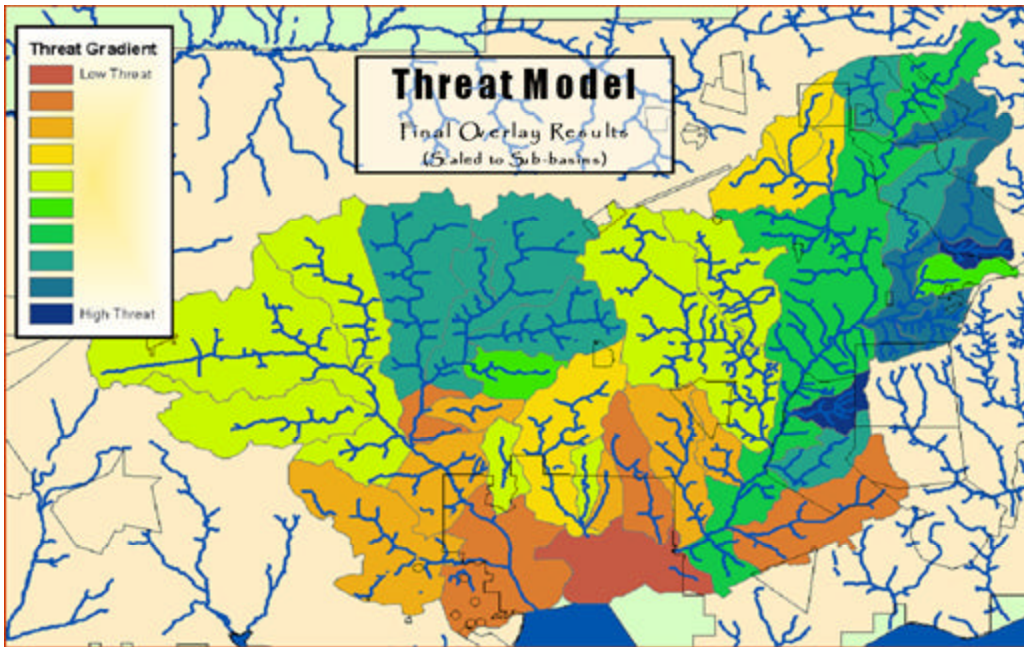 Threat Gradient
Low Threat
High Threat
Threat Model
Final Overlay Results
(Scaled to Sub-basins)